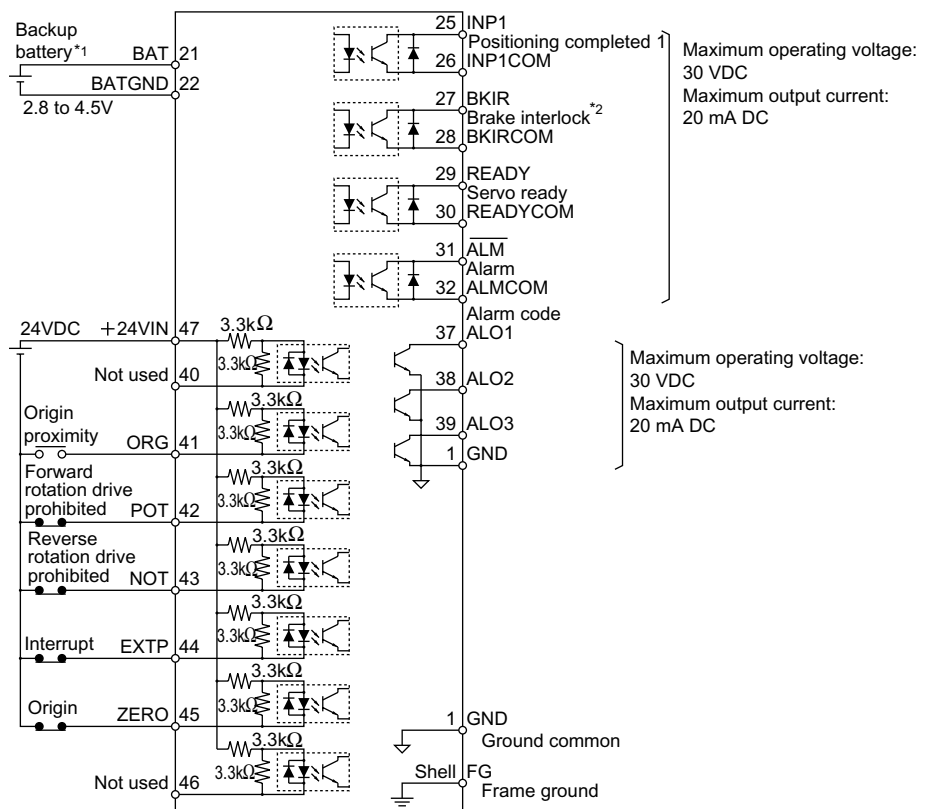 Backup
battery*1
BAT 21
BATGND 22
2.8 to 4.5V
25 INP1
Positioning completed 1
26 INP1COM
27 BKIR
Brake interlock*2
28 BKIRCOM
29 READY
Servo ready
30 READYCOM
31 ALM
Alarm
32 ALMCOM
Maximum operating voltage:
30 VDC
Maximum output current:
20 mA DC
Alarm code
37 ALO1
38 ALO2
39 ALO3
1 GND
Maximum operating voltage:
30 VDC
Maximum output current:
20 mA DC
24VDC +24VIN 47
3.3kΩ
3.3kΩ
Not used 40
3.3kΩ
3.3kΩ
Origin
proximity
ORG 41
3.3kΩ
3.3kΩ
Forward
rotation drive
prohibited
POT 42
3.3kΩ
3.3kΩ
Reverse
rotation drive
prohibited
NOT 43
3.3kΩ
3.3kΩ
Interrupt EXTP 44
3.3kΩ
3.3kΩ
Origin ZERO 45
3.3kΩ
3.3kΩ
Not used 46
1 GND
Ground common
Shell FG
Frame ground